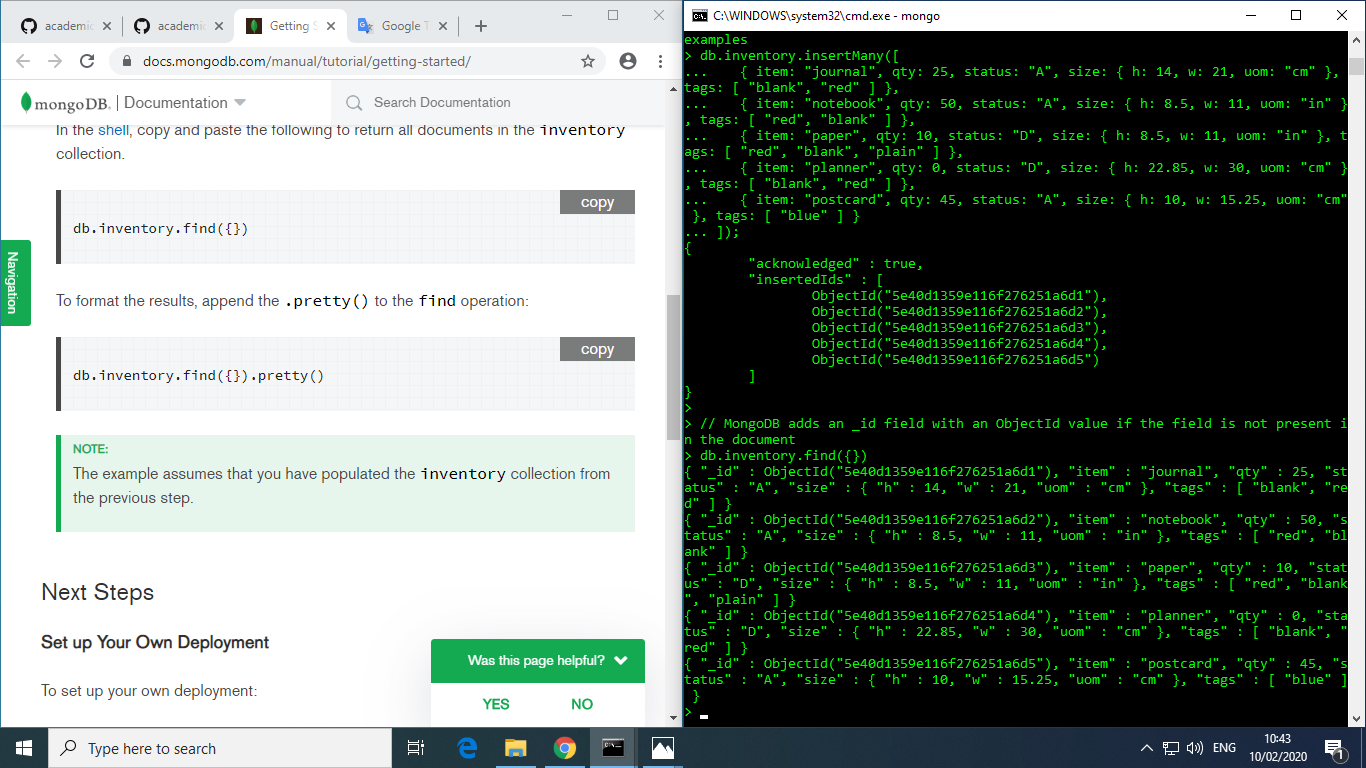 academic
academic
Getting S
Google T
docs.mongodb.com/manual/tutorial/getting-started/
mongoDB. Documentation
Search Documentation
In the shell, copy and paste the following to return all documents in the inventory
collection.
copy
db.inventory.find({})
To format the results, append the .pretty() to the find operation:
copy
db.inventory.find({}).pretty()
NOTE:
The example assumes that you have populated the inventory collection from
the previous step.
Next Steps
Set up Your Own Deployment
To set up your own deployment:
Navigation
Was this page helpful?
YES NO
C:\WINDOWS\system32\cmd.exe - mongo
examples
> db.inventory.insertMany([
... { item: "journal", qty: 25, status: "A", size: { h: 14, w: 21, uom: "cm" },
tags: [ "blank", "red" ] },
... { item: "notebook", qty: 50, status: "A", size: { h: 8.5, w: 11, uom: "in" }
, tags: [ "red", "blank" ] },
... { item: "paper", qty: 10, status: "D", size: { h: 8.5, w: 11, uom: "in" }, t
ags: [ "red", "blank", "plain" ] },
... { item: "planner", qty: 0, status: "D", size: { h: 22.85, w: 30, uom: "cm" }
, tags: [ "blank", "red" ] },
... { item: "postcard", qty: 45, status: "A", size: { h: 10, w: 15.25, uom: "cm"
}, tags: [ "blue" ] }
... ]);
{
"acknowledged" : true,
"insertedIds" : [
ObjectId("5e40d1359e116f276251a6d1"),
ObjectId("5e40d1359e116f276251a6d2"),
ObjectId("5e40d1359e116f276251a6d3"),
ObjectId("5e40d1359e116f276251a6d4"),
ObjectId("5e40d1359e116f276251a6d5")
]
}
>
> // MongoDB adds an _id field with an ObjectId value if the field is not present i
n the document
> db.inventory.find({})
{ "_id" : ObjectId("5e40d1359e116f276251a6d1"), "item" : "journal", "qty" : 25, "st
atus" : "A", "size" : { "h" : 14, "w" : 21, "uom" : "cm" }, "tags" : [ "blank", "re
d" ] }
{ "_id" : ObjectId("5e40d1359e116f276251a6d2"), "item" : "notebook", "qty" : 50, "s
tatus" : "A", "size" : { "h" : 8.5, "w" : 11, "uom" : "in" }, "tags" : [ "red", "bl
ank" ] }
{ "_id" : ObjectId("5e40d1359e116f276251a6d3"), "item" : "paper", "qty" : 10, "stat
us" : "D", "size" : { "h" : 8.5, "w" : 11, "uom" : "in" }, "tags" : [ "red", "blank
", "plain" ] }
{ "_id" : ObjectId("5e40d1359e116f276251a6d4"), "item" : "planner", "qty" : 0, "sta
tus" : "D", "size" : { "h" : 22.85, "w" : 30, "uom" : "cm" }, "tags" : [ "blank", "
red" ] }
{ "_id" : ObjectId("5e40d1359e116f276251a6d5"), "item" : "postcard", "qty" : 45, "s
tatus" : "A", "size" : { "h" : 10, "w" : 15.25, "uom" : "cm" }, "tags" : [ "blue" ]
}
>
Type here to search
ENG
10:43
10/02/2020
1